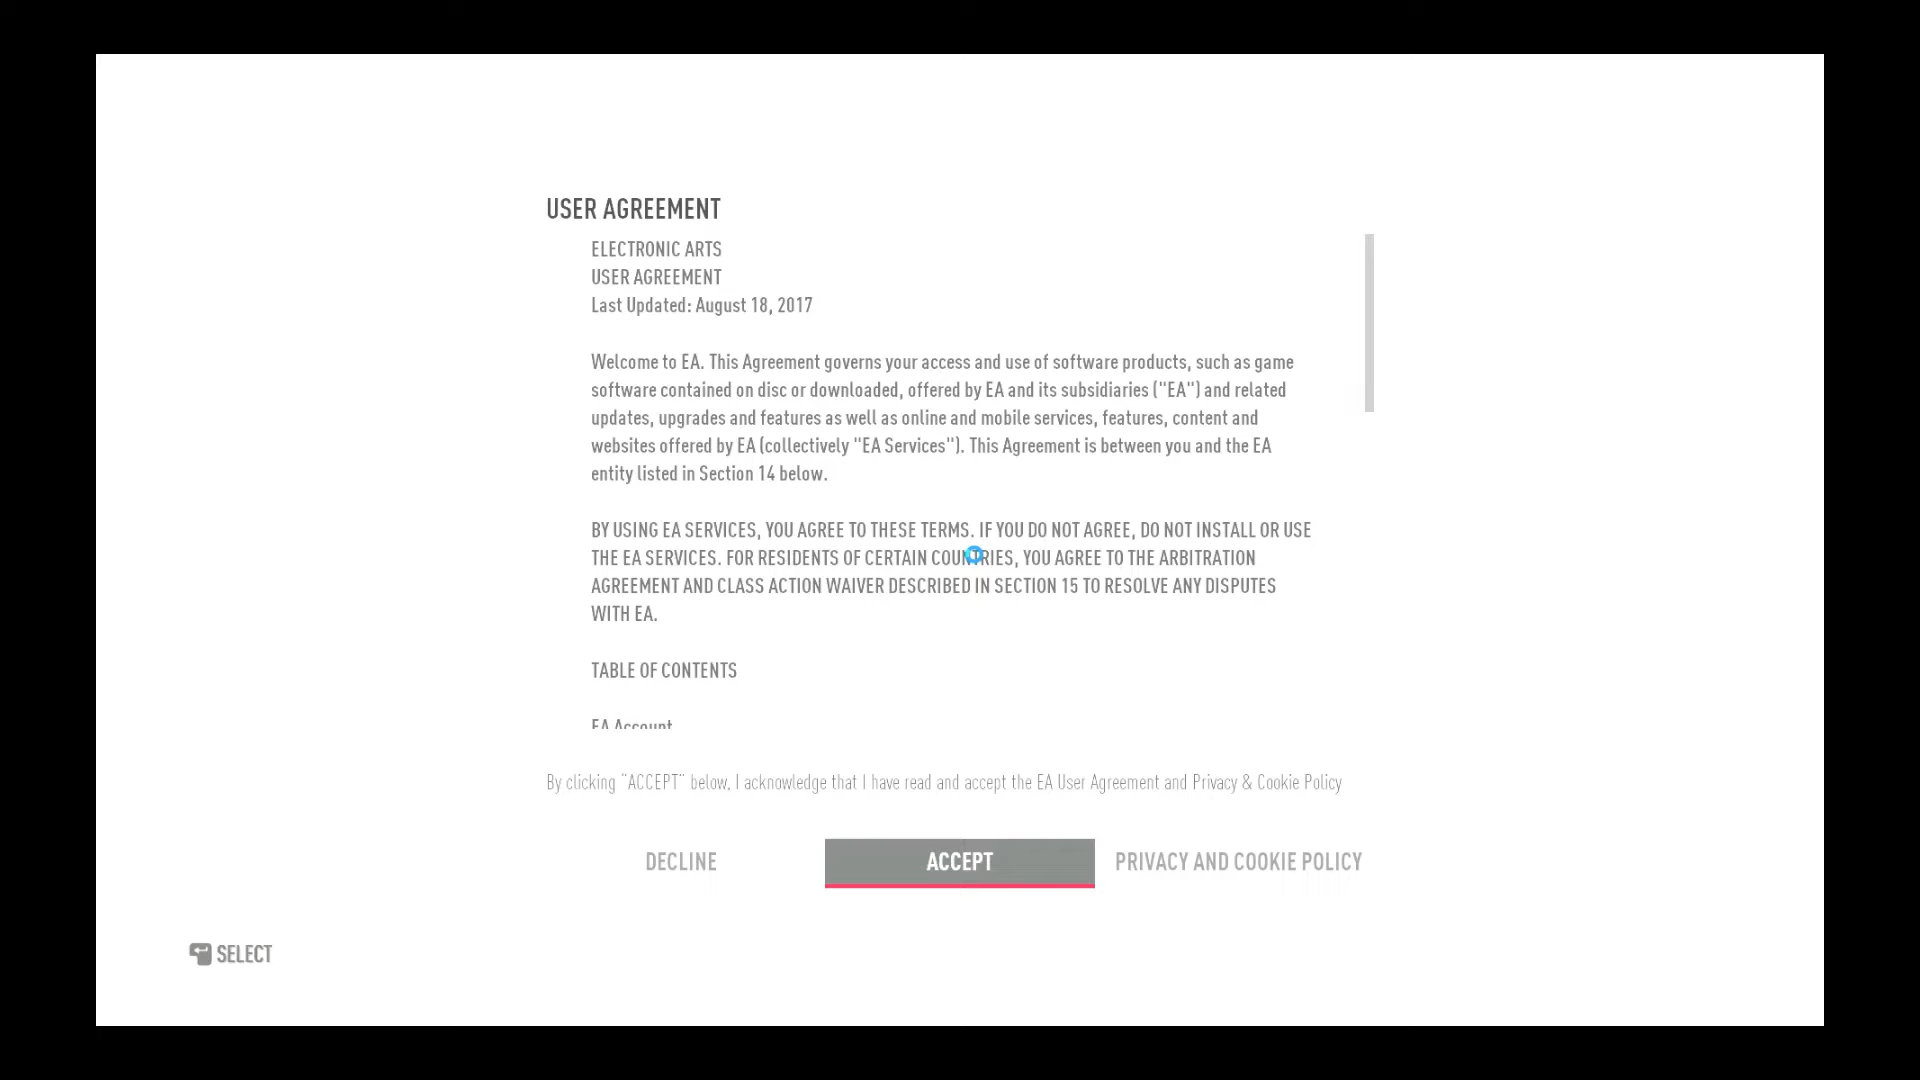 USER AGREEMENT
ELECTRONIC ARTS
USER AGREEMENT
Last Updated: August 18, 2017
Welcome to EA. This Agreement governs your access and use of software products, such as game
software contained on disc or downloaded, offered by EA and its subsidiaries ("EA") and related
updates, upgrades and features as well as online and mobile services, features, content and
websites offered by EA (collectively "EA Services"). This Agreement is between you and the EA
entity listed in Section 14 below.
BY USING EA SERVICES, YOU AGREE TO THESE TERMS. IF YOU DO NOT AGREE, DO NOT INSTALL OR USE
THE EA SERVICES. FOR RESIDENTS OF CERTAIN COUNTRIES, YOU AGREE TO THE ARBITRATION
AGREEMENT AND CLASS ACTION WAIVER DESCRIBED IN SECTION 15 TO RESOLVE ANY DISPUTES
WITH EA.
TABLE OF CONTENTS
EA Account
By clicking "ACCEPT" below, I acknowledge that I have read and accept the EA User Agreement and Privacy & Cookie Policy
DECLINE
ACCEPT
PRIVACY AND COOKIE POLICY
SELECT